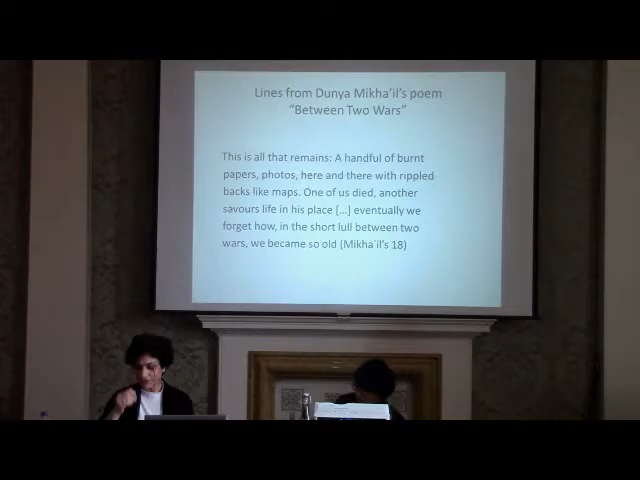 Lines from Dunya Mikha'il's poem
"Between Two Wars"
This is all that remains: A handful of burnt
papers, photos, here and there with rippled
backs like maps. One of us died, another
savours life in his place [...] eventually we
forget how, in the short lull between two
wars, we became so old (Mikha`il's 18)